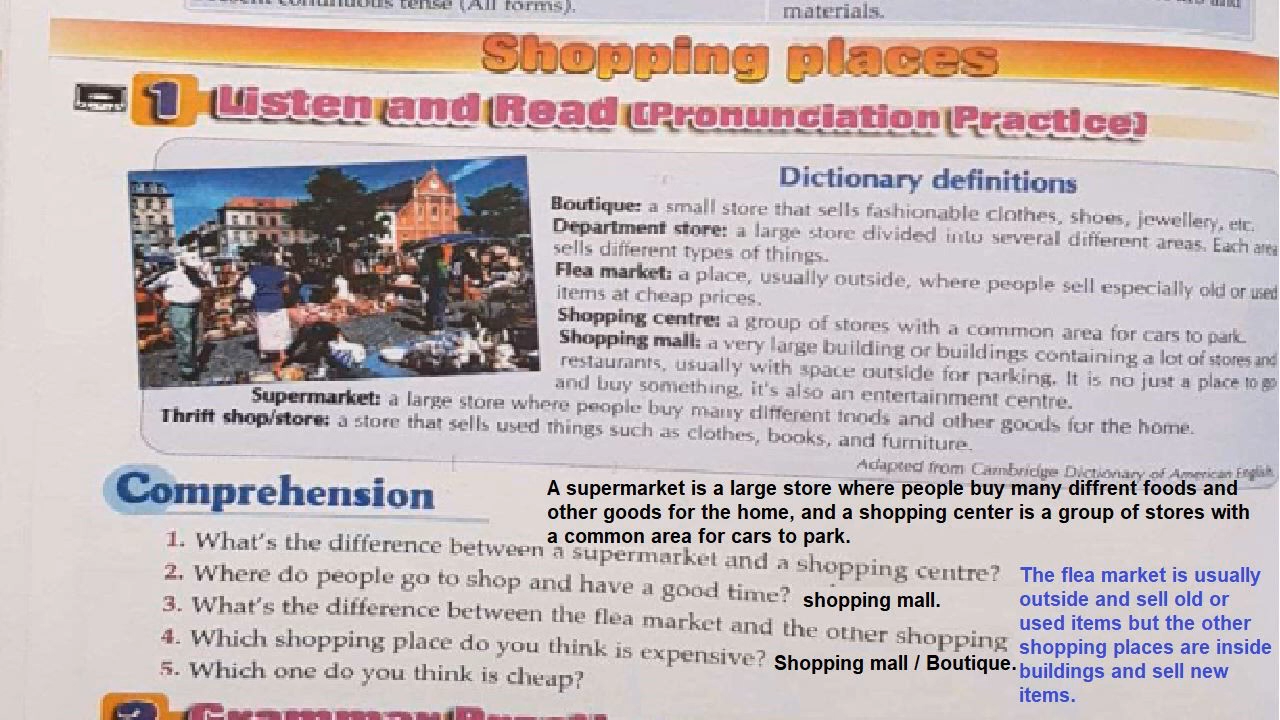 tense (All forms).
materials.
Shopping places
1 Listen and Read (Pronunciation Practice)
Dictionary definitions
Boutique: a small store that sells fashionable clothes, shoes, jewellery, etc.
Department store: a large store divided into several different areas. Each area
sells different types of things.
Flea market: a place, usually outside, where people sell especially old or used
items at cheap prices.
Shopping centre: a group of stores with a common area for cars to park.
Shopping mall: a very large building or buildings containing a lot of stores and
restaurants, usually with space outside for parking. It is no just a place to go
and buy something, it's also an entertainment centre.
Supermarket: a large store where people buy many different foods and other goods for the home.
Thrift shop/store: a store that sells used things such as clothes, books, and furniture.
Adapted from Cambridge Dictionary of American English
Comprehension
A supermarket is a large store where people buy many diffrent foods and
other goods for the home, and a shopping center is a group of stores with
a common area for cars to park.
1. What's the difference between a supermarket and a shopping centre?
2. Where do people go to shop and have a good time? shopping mall.
3. What's the difference between the flea market and the other shopping
4. Which shopping place do you think is expensive? Shopping mall / Boutique.
5. Which one do you think is cheap?
The flea market is usually
outside and sell old or
used items but the other
shopping places are inside
buildings and sell new
items.
2 Grammar